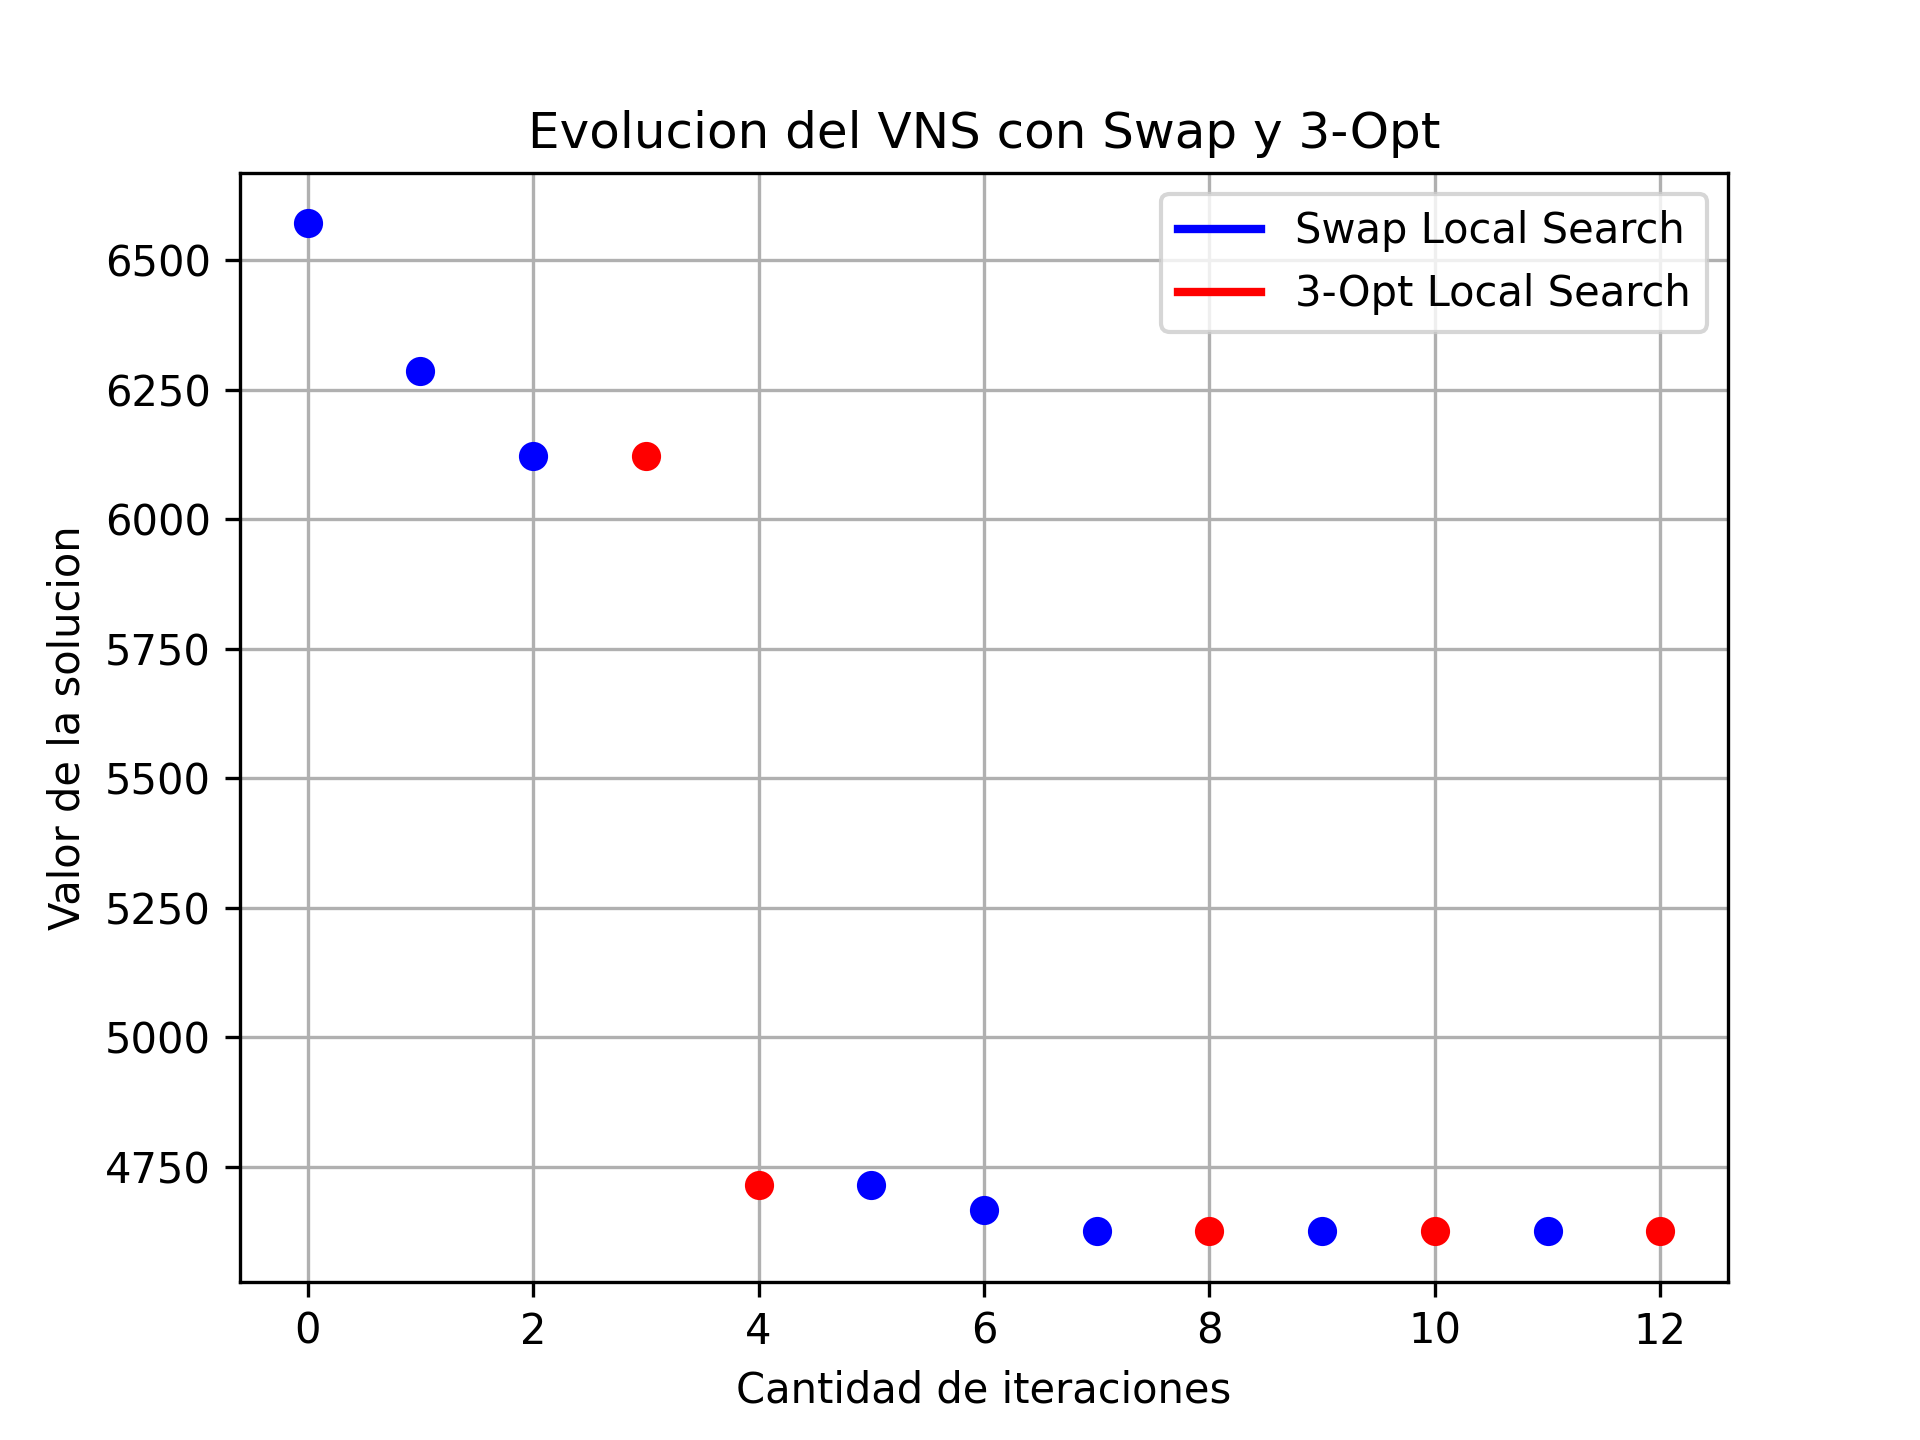 Evolucion del VNS con Swap y 3-Opt
Swap Local Search
3-Opt Local Search
Valor de la solucion
6500
6250
6000
5750
5500
5250
5000
4750
0 2 4 6 8 10 12
Cantidad de iteraciones